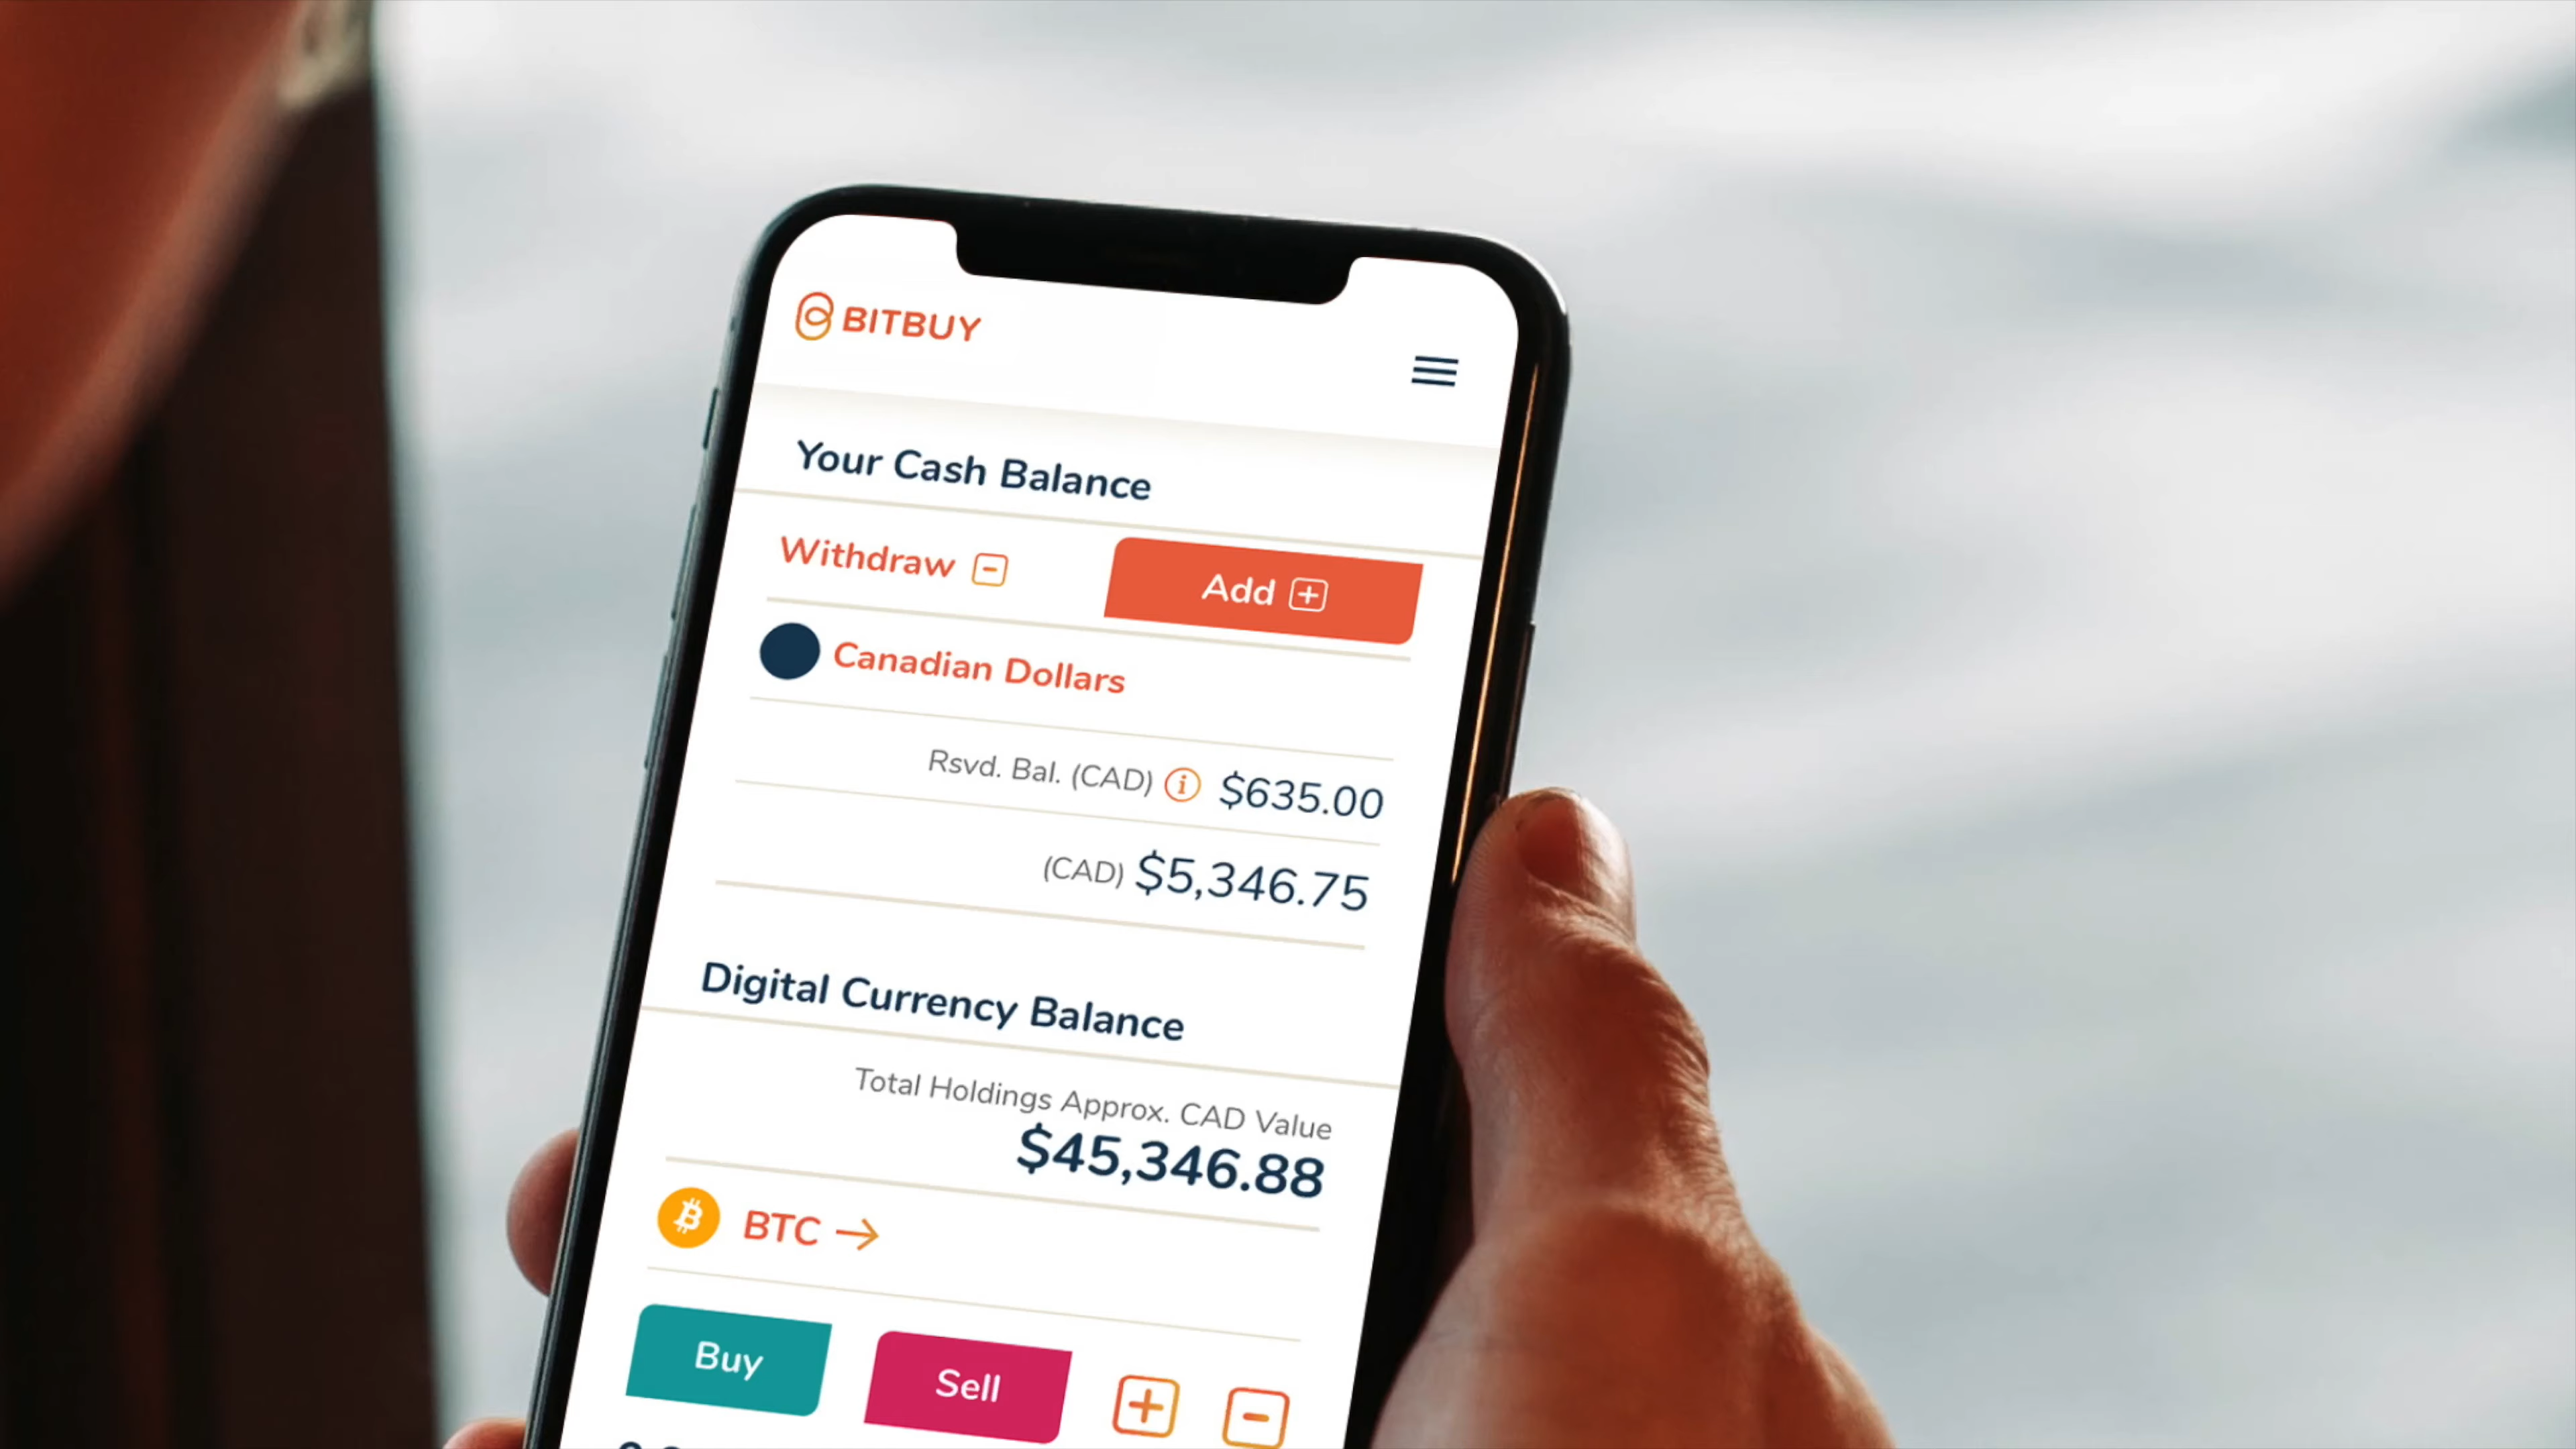 BITBUY
Your Cash Balance
Withdraw
Add
Canadian Dollars
Rsvd. Bal. (CAD) $635.00
(CAD) $5,346.75
Digital Currency Balance
Total Holdings Approx. CAD Value
$45,346.88
BTC →
Buy
Sell